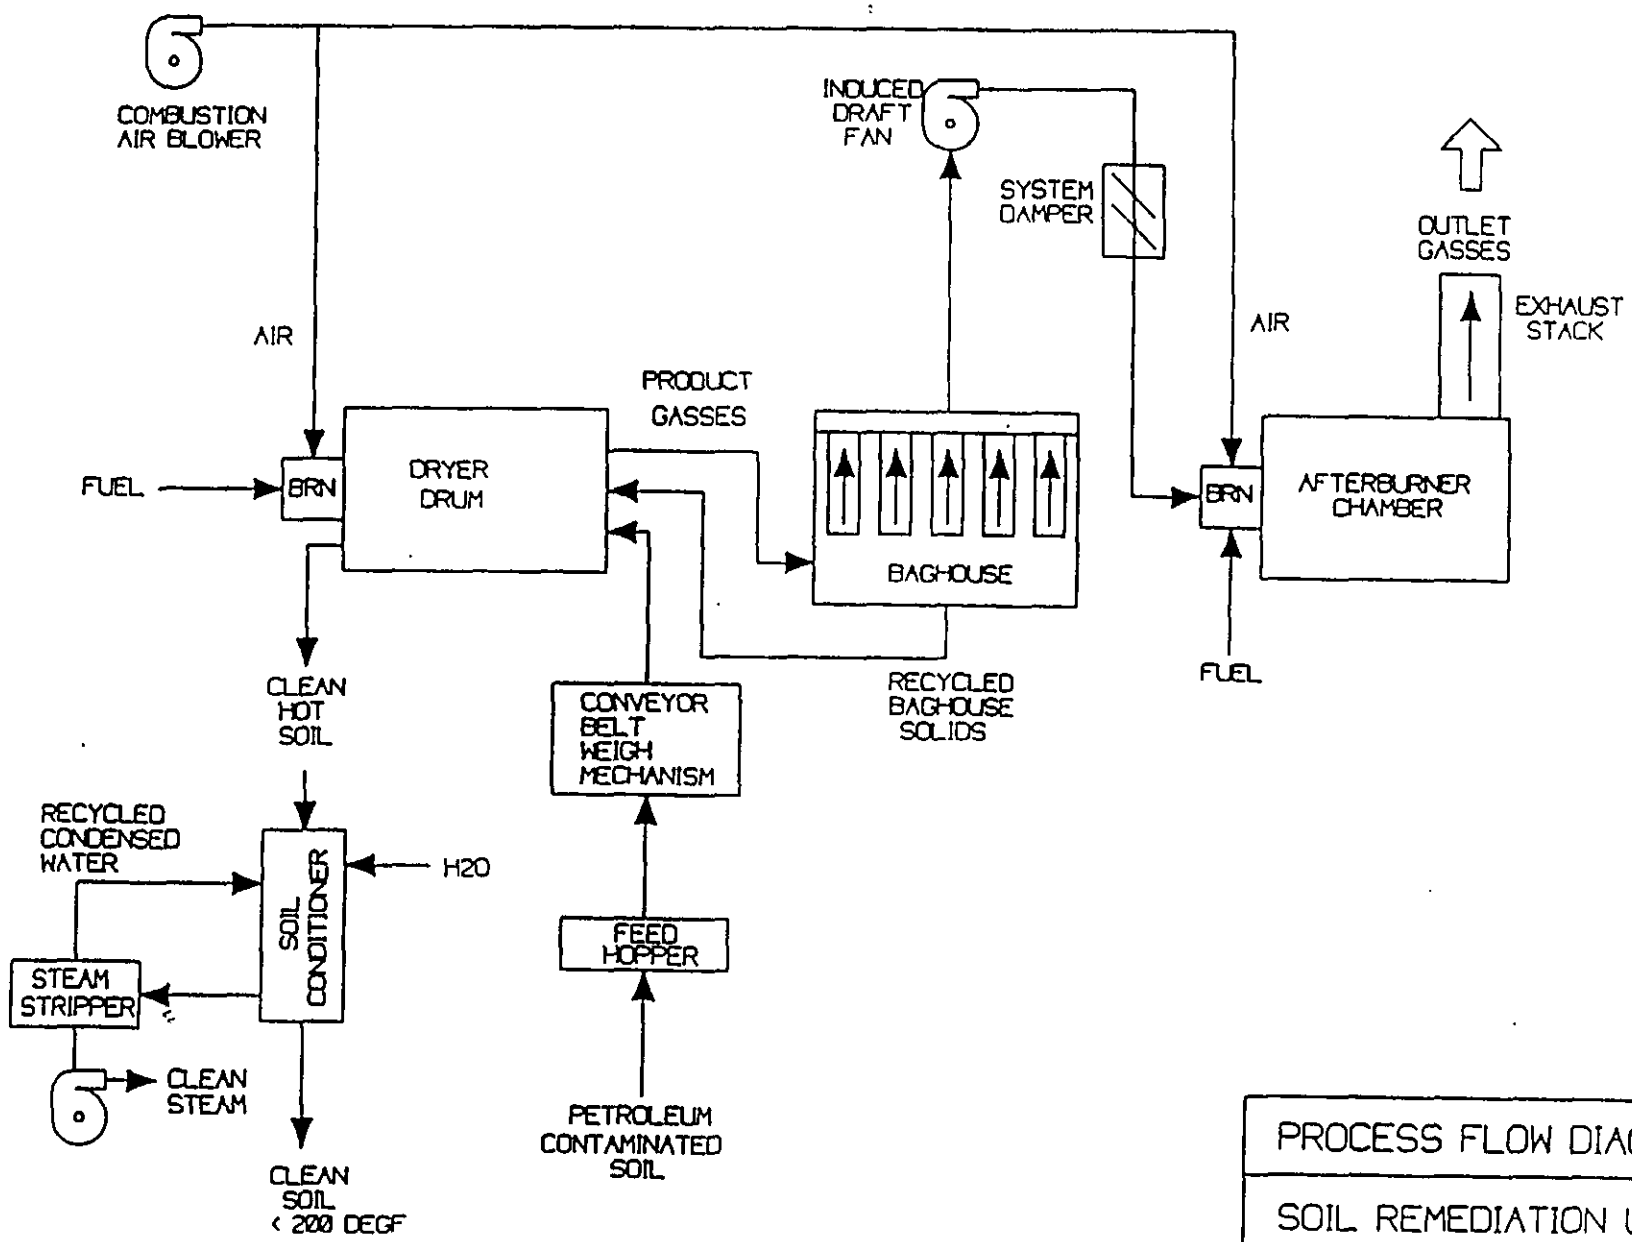 COMBUSTION
AIR BLOWER
INDUCED
DRAFT
FAN
SYSTEM
DAMPER
OUTLET
GASSES
EXHAUST
STACK
AIR
AIR
PRODUCT
GASSES
FUEL
BRN
DRYER
DRUM
BAGHOUSE
BRN
AFTERBURNER
CHAMBER
FUEL
CLEAN
HOT
SOIL
CONVEYOR
BELT
WEIGH
MECHANISM
RECYCLED
BAGHOUSE
SOLIDS
RECYCLED
CONDENSED
WATER
SOIL
CONDITIONER
H2O
FEED
HOPPER
STEAM
STRIPPER
CLEAN
STEAM
PETROLEUM
CONTAMINATED
SOIL
CLEAN
SOIL
< 200 DEGF
PROCESS FLOW DIA
SOIL REMEDIATION